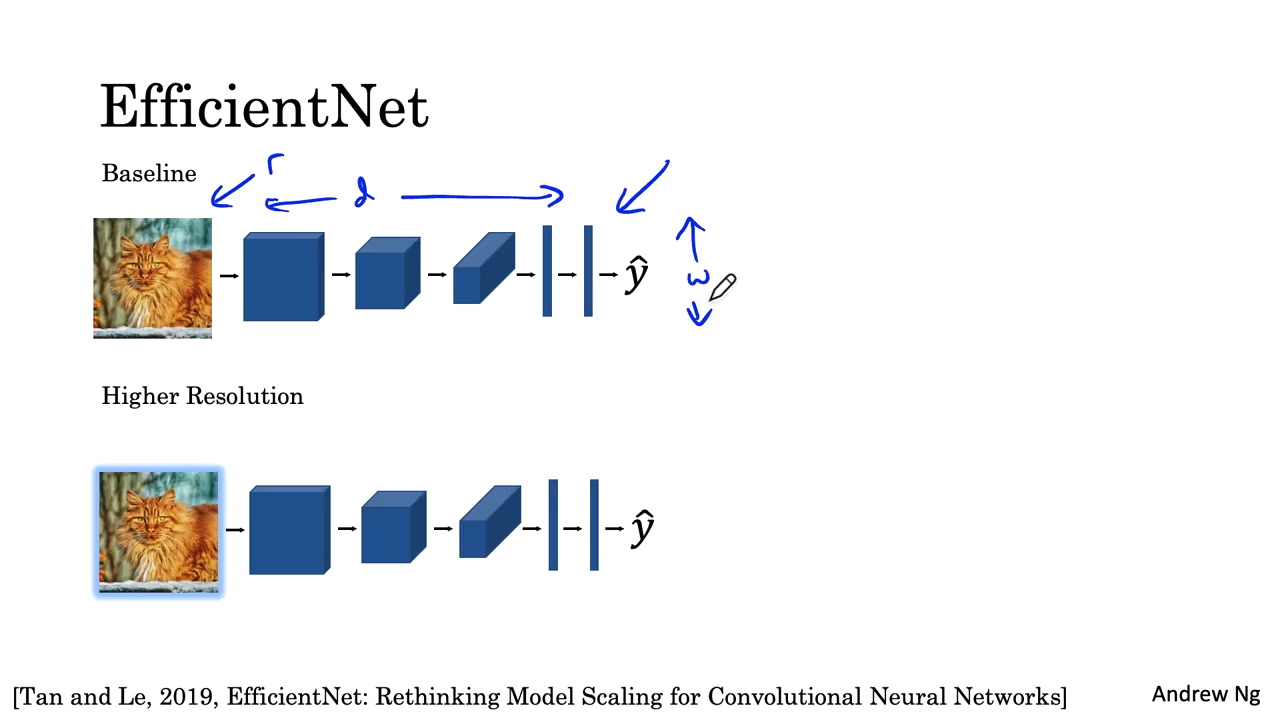 EfficientNet
Baseline
r
d
w
ŷ
Higher Resolution
ŷ
[Tan and Le, 2019, EfficientNet: Rethinking Model Scaling for Convolutional Neural Networks]
Andrew Ng